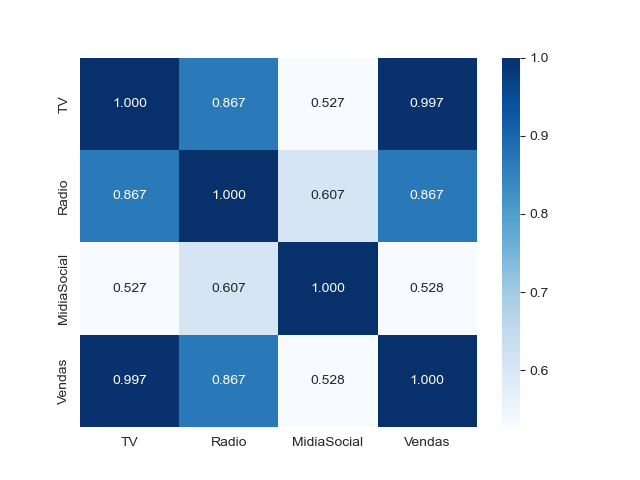 1.0
TV 1.000 0.867 0.527 0.997
0.9
Radio 0.867 1.000 0.607 0.867
0.8
0.7
MidiaSocial 0.527 0.607 1.000 0.528
0.6
Vendas 0.997 0.867 0.528 1.000
TV Radio MidiaSocial Vendas